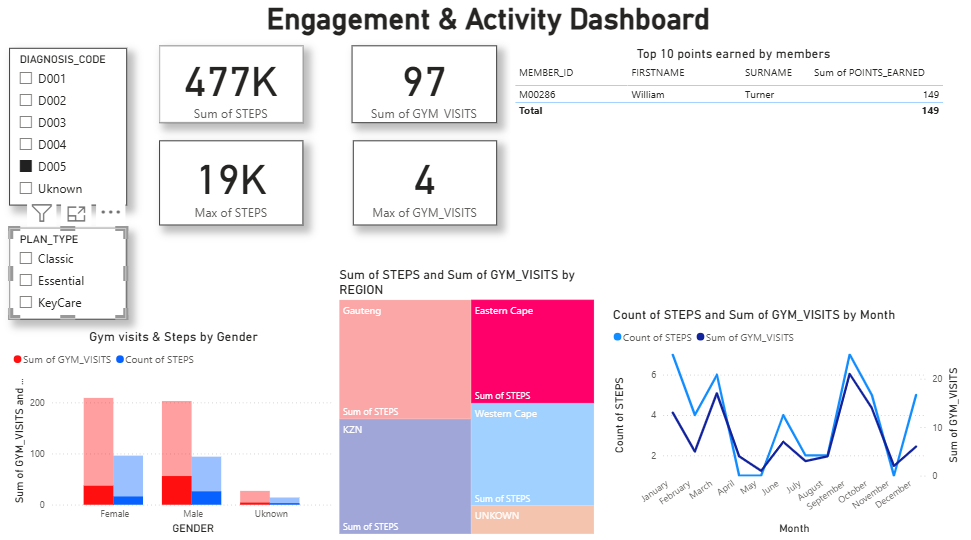 Engagement & Activity Dashboard
DIAGNOSIS_CODE
D001
D002
D003
D004
D005
Uknown
477K
Sum of STEPS
97
Sum of GYM_VISITS
19K
Max of STEPS
4
Max of GYM_VISITS
Top 10 points earned by members
MEMBER_ID FIRSTNAME SURNAME Sum of POINTS_EARNED
M00286 William Turner 149
Total 149
PLAN_TYPE
Classic
Essential
KeyCare
Gym visits & Steps by Gender
Sum of GYM_VISITS Count of STEPS
Sum of GYM_VISITS and ...
200
100
0
Female Male Uknown
GENDER
Sum of STEPS and Sum of GYM_VISITS by
REGION
Gauteng
Sum of STEPS
KZN
Sum of STEPS
Eastern Cape
Sum of STEPS
Western Cape
Sum of STEPS
UNKOWN
Count of STEPS and Sum of GYM_VISITS by Month
Count of STEPS Sum of GYM_VISITS
Count of STEPS
6
4
2
20
10
0
Sum of GYM_VISITS
January February March April May June July August September October November December
Month